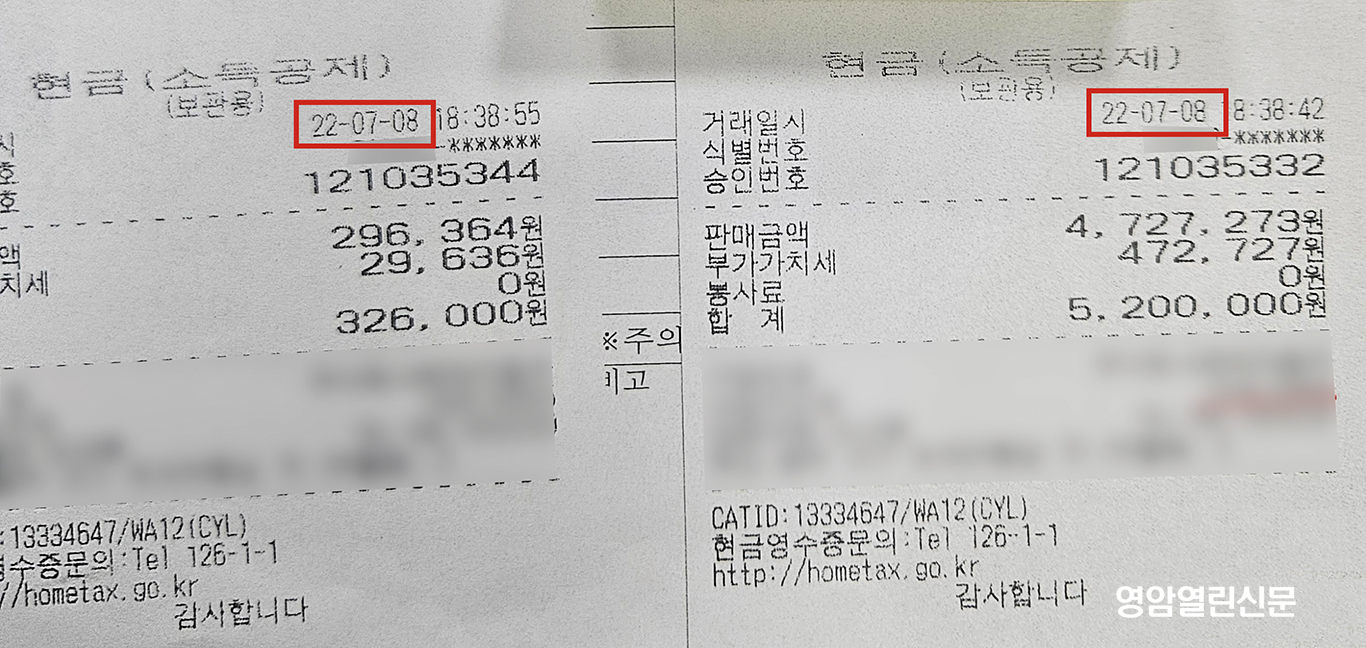 현금(소득공제)
(보관용)
22-07-08 18:38:55
시
-*******
호
121035344
호
296,364원
액
29,636원
치세
0원
326,000원
:13334647/WA12(CYL)
영수증문의:Tel 126-1-1
//hometax.go.kr
감사합니다
※주의
비고
현금(소득공제)
(보관용)
거래일시 22-07-08 18:38:42
식별번호 -*******
승인번호 121035332
판매금액 4,727,273원
부가가치세 472,727원
봉사료 0원
합 계 5,200,000원
CATID:13334647/WA12(CYL)
현금영수증문의:Tel 126-1-1
http://hometax.go.kr
감사합니다
영암열린신문